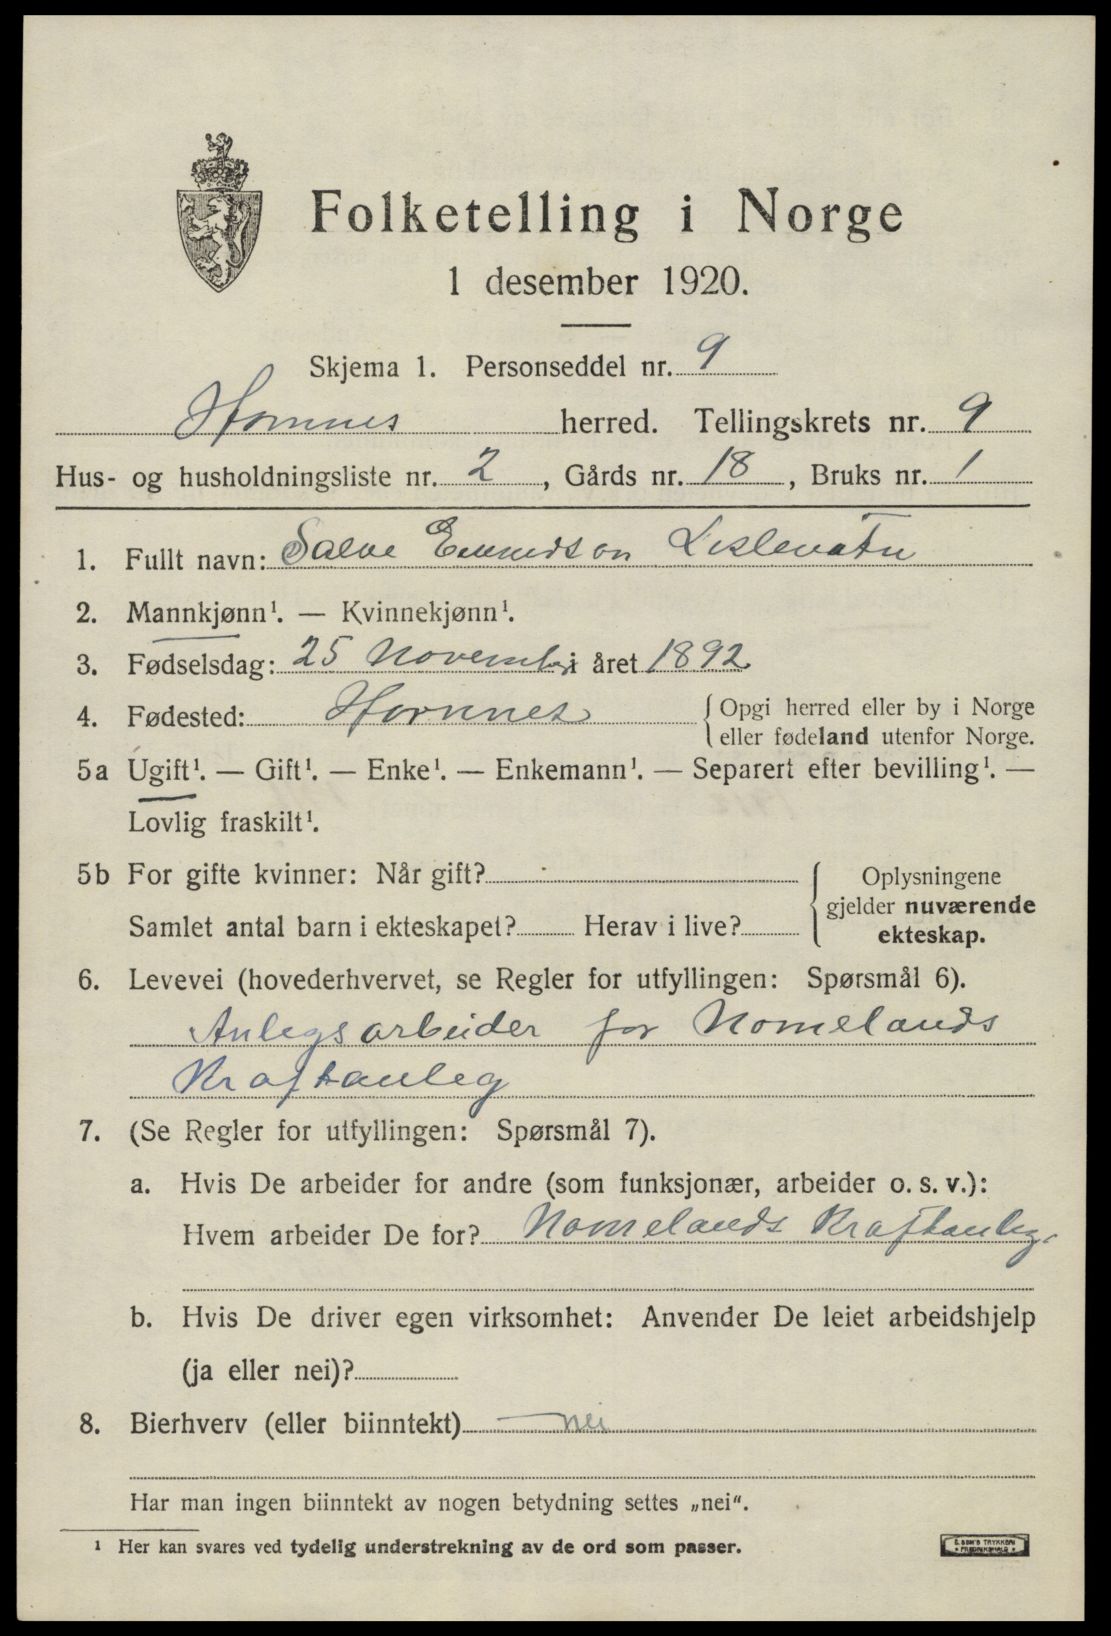 Folketelling i Norge
1 desember 1920.
Skjema 1. Personseddel nr. 9
Hornnes herred. Tellingskrets nr. 9
Hus- og husholdningsliste nr. 2, Gårds nr. 18, Bruks nr. 1
1. Fullt navn: Salve Emundson Lislevatn
2. Mannkjønn¹. — Kvinnekjønn¹.
3. Fødselsdag: 25 November i året 1892
4. Fødested: Hornnes {Opgi herred eller by i Norge
eller fødeland utenfor Norge.
5a Ugift¹. — Gift¹. — Enke¹. — Enkemann¹. — Separert efter bevilling¹. —
Lovlig fraskilt¹.
5b For gifte kvinner: Når gift?
Samlet antal barn i ekteskapet? Herav i live?
Oplysningene
gjelder nuværende
ekteskap.
6. Levevei (hovederhvervet, se Regler for utfyllingen: Spørsmål 6).
Anlegsarbeider for Nomelands
Kraftanleg
7. (Se Regler for utfyllingen: Spørsmål 7).
a. Hvis De arbeider for andre (som funksjonær, arbeider o. s. v.):
Hvem arbeider De for? Nomelands Kraftanleg.
b. Hvis De driver egen virksomhet: Anvender De leiet arbeidshjelp
(ja eller nei)?
8. Bierhverv (eller biinntekt) nei
Har man ingen biinntekt av nogen betydning settes „nei“.
¹ Her kan svares ved tydelig understrekning av de ord som passer.